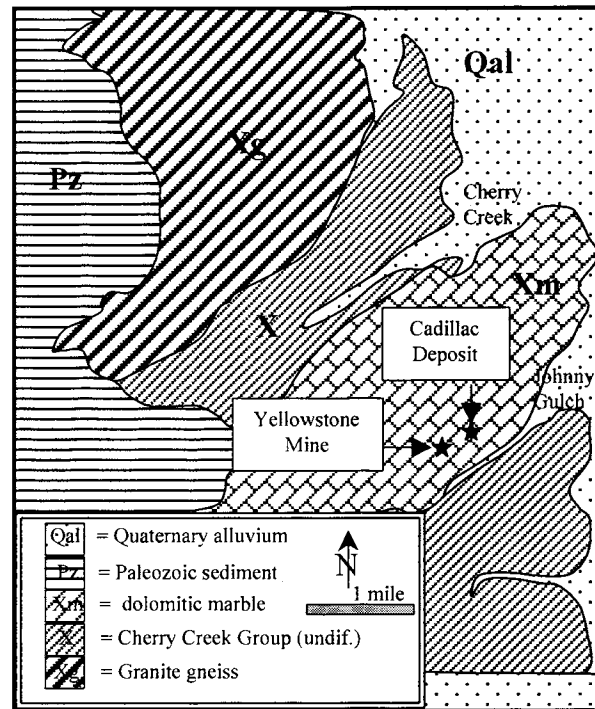 Qal
Xg
Pz
Cherry
Creek
Xm
X
Cadillac
Deposit
Johnny
Gulch
Yellowstone
Mine
Qal = Quaternary alluvium
Pz = Paleozoic sediment
Xm = dolomitic marble
X = Cherry Creek Group (undif.)
Xg = Granite gneiss
N
1 mile